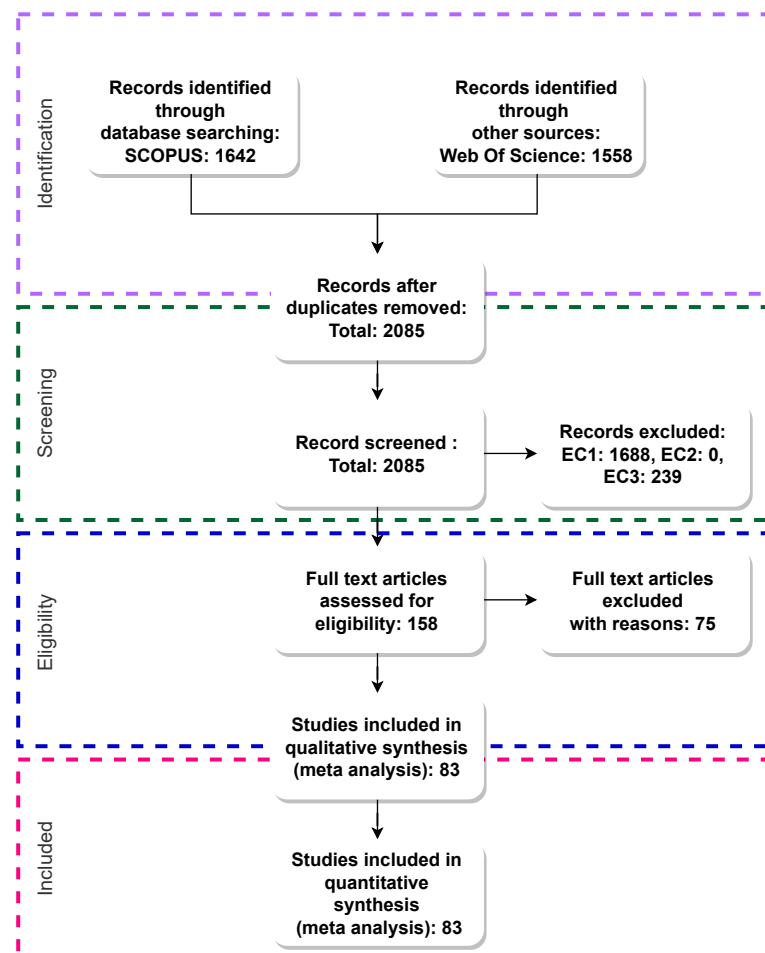 Identification
Records identified
through
database searching:
SCOPUS: 1642
Records identified
through
other sources:
Web Of Science: 1558
Records after
duplicates removed:
Total: 2085
Screening
Record screened :
Total: 2085
Records excluded:
EC1: 1688, EC2: 0,
EC3: 239
Eligibility
Full text articles
assessed for
eligibility: 158
Full text articles
excluded
with reasons: 75
Studies included in
qualitative synthesis
(meta analysis): 83
Included
Studies included in
quantitative
synthesis
(meta analysis): 83